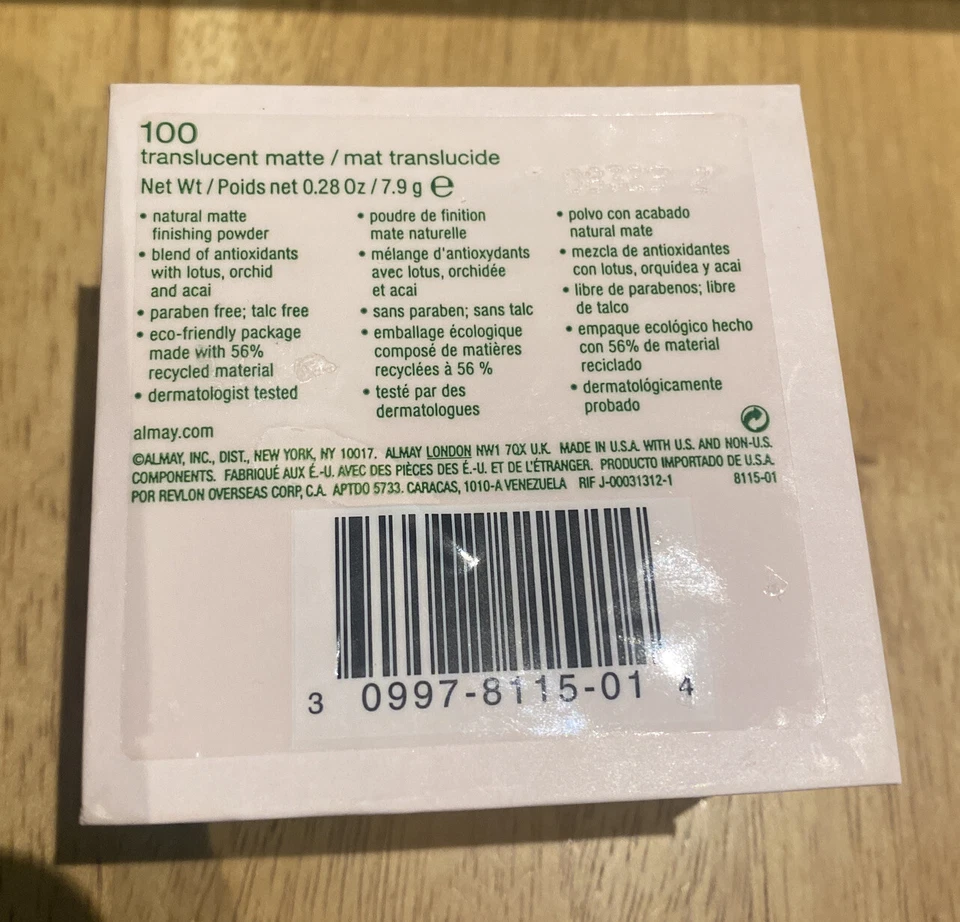 100
translucent matte / mat translucide
Net Wt / Poids net 0.28 Oz / 7.9 g ℮
• natural matte
finishing powder
• blend of antioxidants
with lotus, orchid
and acai
• paraben free; talc free
• eco-friendly package
made with 56%
recycled material
• dermatologist tested
• poudre de finition
mate naturelle
• mélange d'antioxydants
avec lotus, orchidée
et acai
• sans paraben; sans talc
• emballage écologique
composé de matières
recyclées à 56 %
• testé par des
dermatologues
• polvo con acabado
natural mate
• mezcla de antioxidantes
con lotus, orquídea y acai
• libre de parabenos; libre
de talco
• empaque ecológico hecho
con 56% de material
reciclado
• dermatológicamente
probado
almay.com
©ALMAY, INC., DIST., NEW YORK, NY 10017. ALMAY LONDON NW1 7QX U.K. MADE IN U.S.A. WITH U.S. AND NON-U.S.
COMPONENTS. FABRIQUÉ AUX É.-U. AVEC DES PIÈCES DES É.-U. ET DE L'ÉTRANGER. PRODUCTO IMPORTADO DE U.S.A.
POR REVLON OVERSEAS CORP, C.A. APTDO 5733. CARACAS, 1010-A VENEZUELA RIF J-00031312-1 8115-01
3 0997-8115-01 4